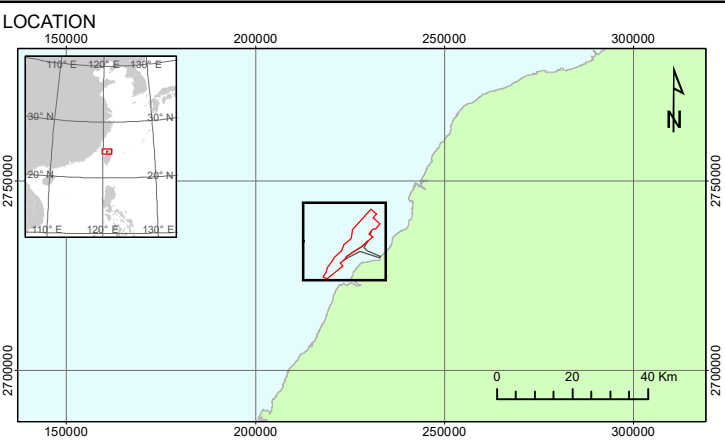 LOCATION
150000 200000 250000 300000
110° E 120° E 130° E
30° N 30° N
20° N 20° N
110° E 120° E 130° E
N
2750000 2750000
2700000 2700000
0 20 40 Km
150000 200000 250000 300000